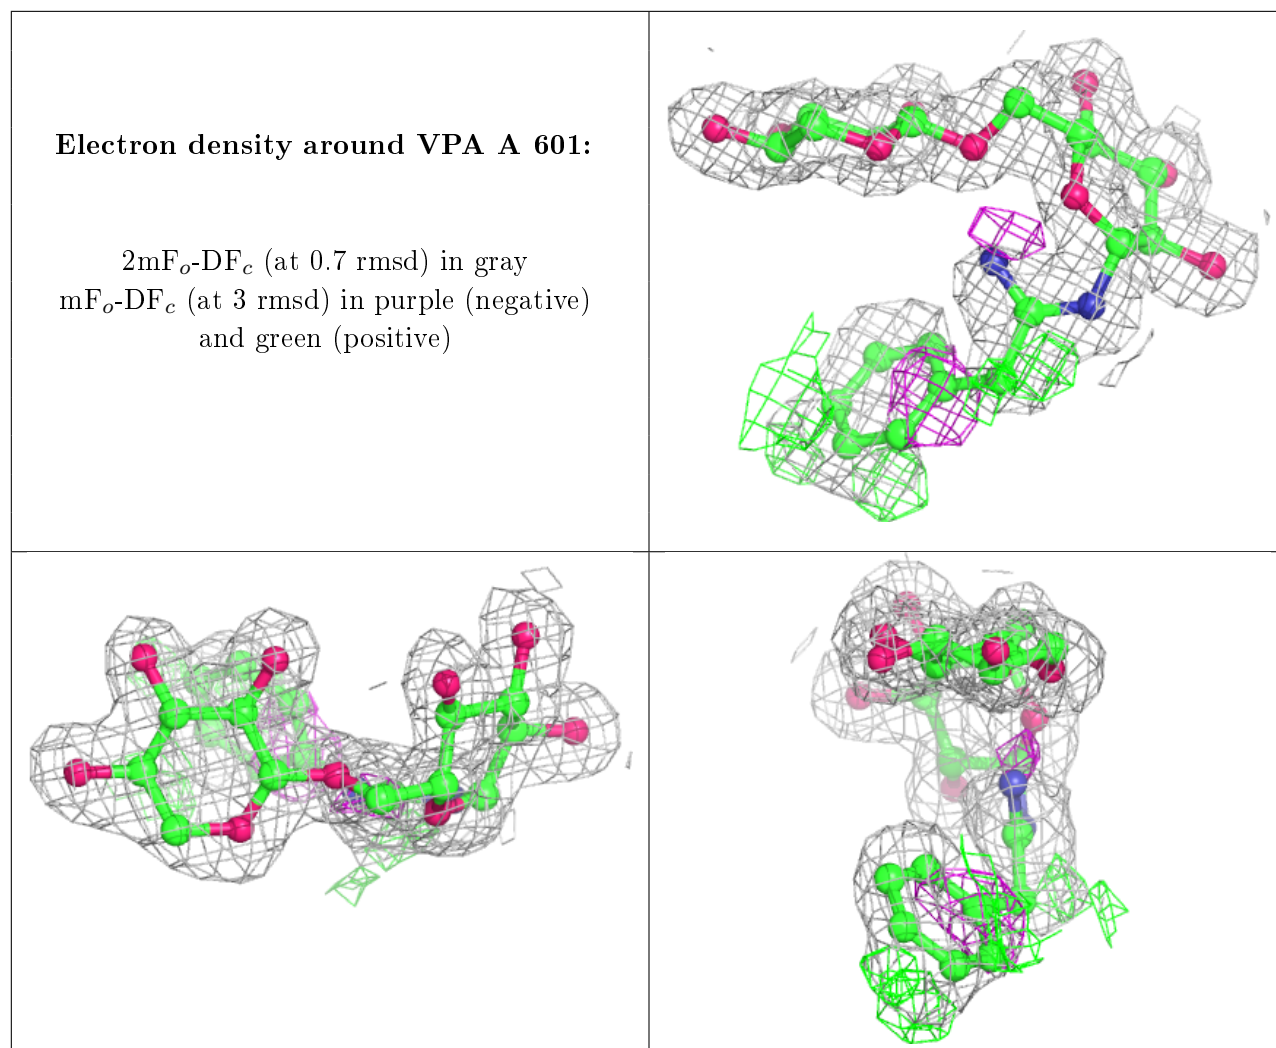 Electron density around VPA A 601:
2mFo-DFc (at 0.7 rmsd) in gray
mFo-DFc (at 3 rmsd) in purple (negative)
and green (positive)